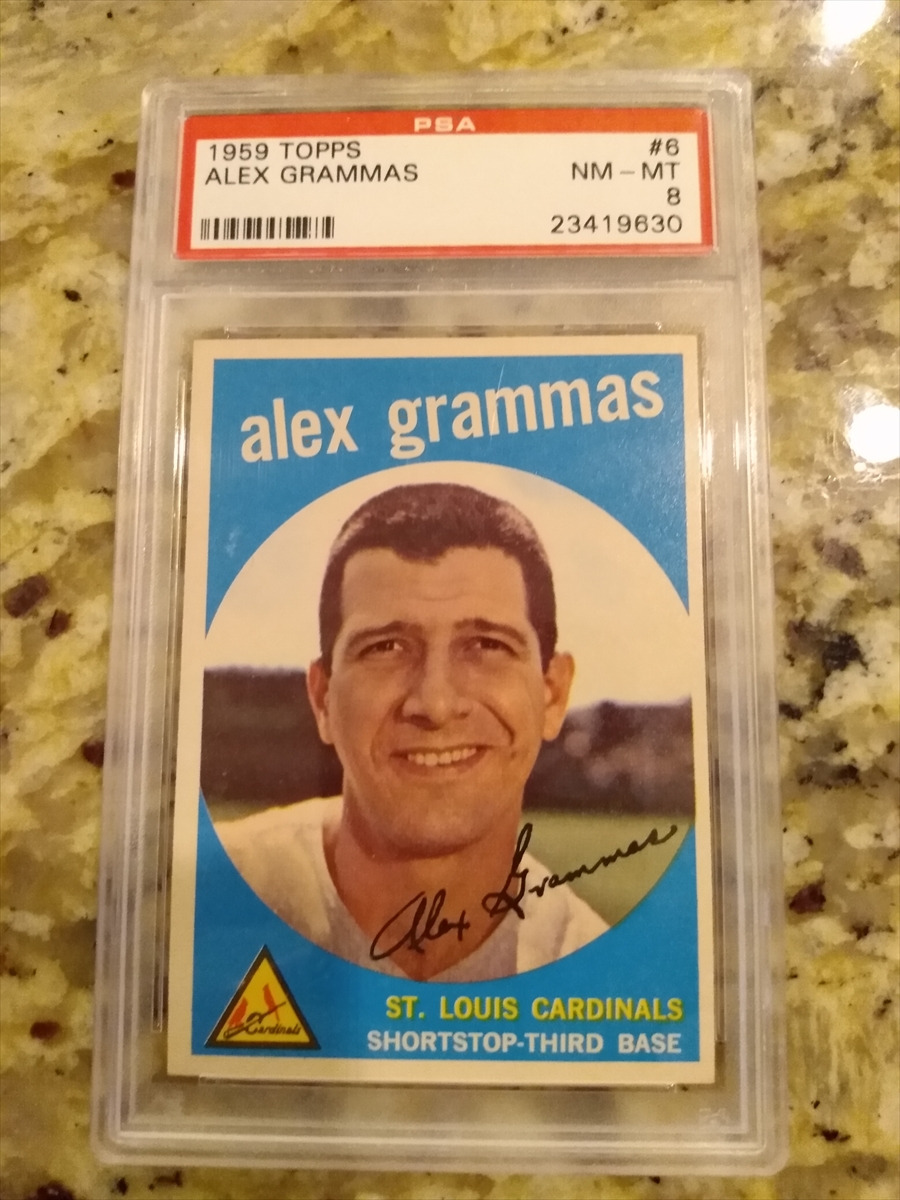 PSA
1959 TOPPS #6
ALEX GRAMMAS NM - MT
8
23419630
alex grammas
Alex Grammas
Cardinals
ST. LOUIS CARDINALS
SHORTSTOP-THIRD BASE